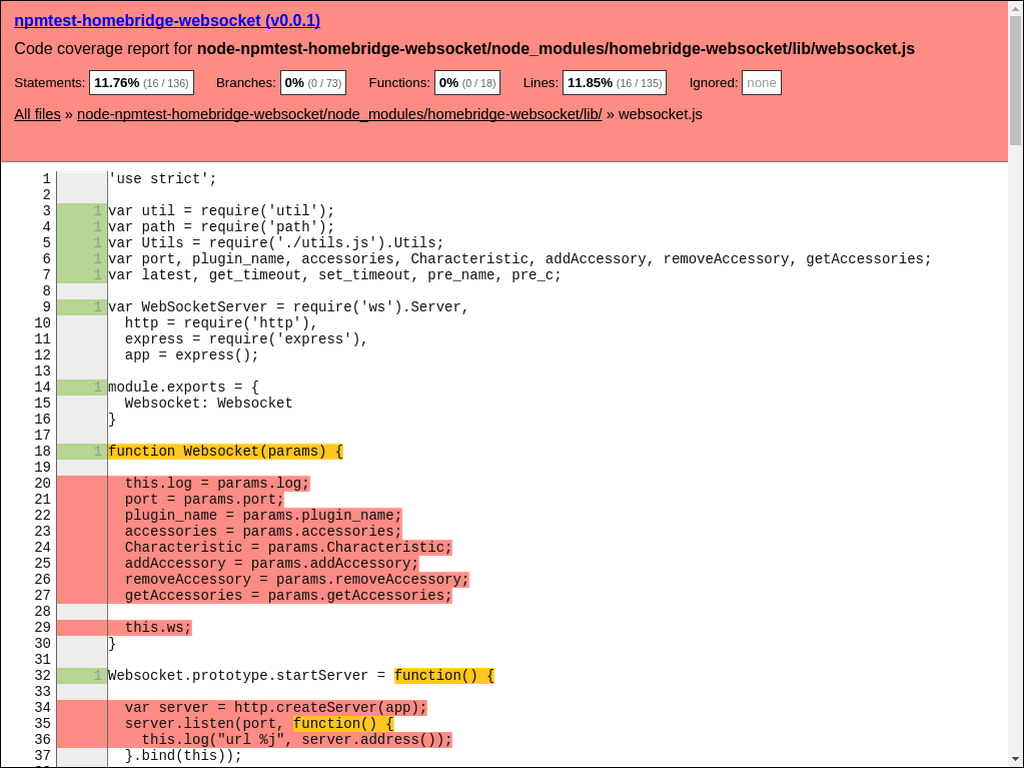 npmtest-homebridge-websocket (v0.0.1)
Code coverage report for node-npmtest-homebridge-websocket/node_modules/homebridge-websocket/lib/websocket.js
Statements: 11.76% (16 / 136) Branches: 0% (0 / 73) Functions: 0% (0 / 18) Lines: 11.85% (16 / 135) Ignored: none
All files » node-npmtest-homebridge-websocket/node_modules/homebridge-websocket/lib/ » websocket.js
1 'use strict';
2
3 1 var util = require('util');
4 1 var path = require('path');
5 1 var Utils = require('./utils.js').Utils;
6 1 var port, plugin_name, accessories, Characteristic, addAccessory, removeAccessory, getAccessories;
7 1 var latest, get_timeout, set_timeout, pre_name, pre_c;
8
9 1 var WebSocketServer = require('ws').Server,
10   http = require('http'),
11   express = require('express'),
12   app = express();
13
14 1 module.exports = {
15   Websocket: Websocket
16 }
17
18 1 function Websocket(params) {
19
20   this.log = params.log;
21   port = params.port;
22   plugin_name = params.plugin_name;
23   accessories = params.accessories;
24   Characteristic = params.Characteristic;
25   addAccessory = params.addAccessory;
26   removeAccessory = params.removeAccessory;
27   getAccessories = params.getAccessories;
28
29   this.ws;
30 }
31
32 1 Websocket.prototype.startServer = function() {
33
34   var server = http.createServer(app);
35   server.listen(port, function() {
36     this.log("url %j", server.address());
37   }.bind(this));